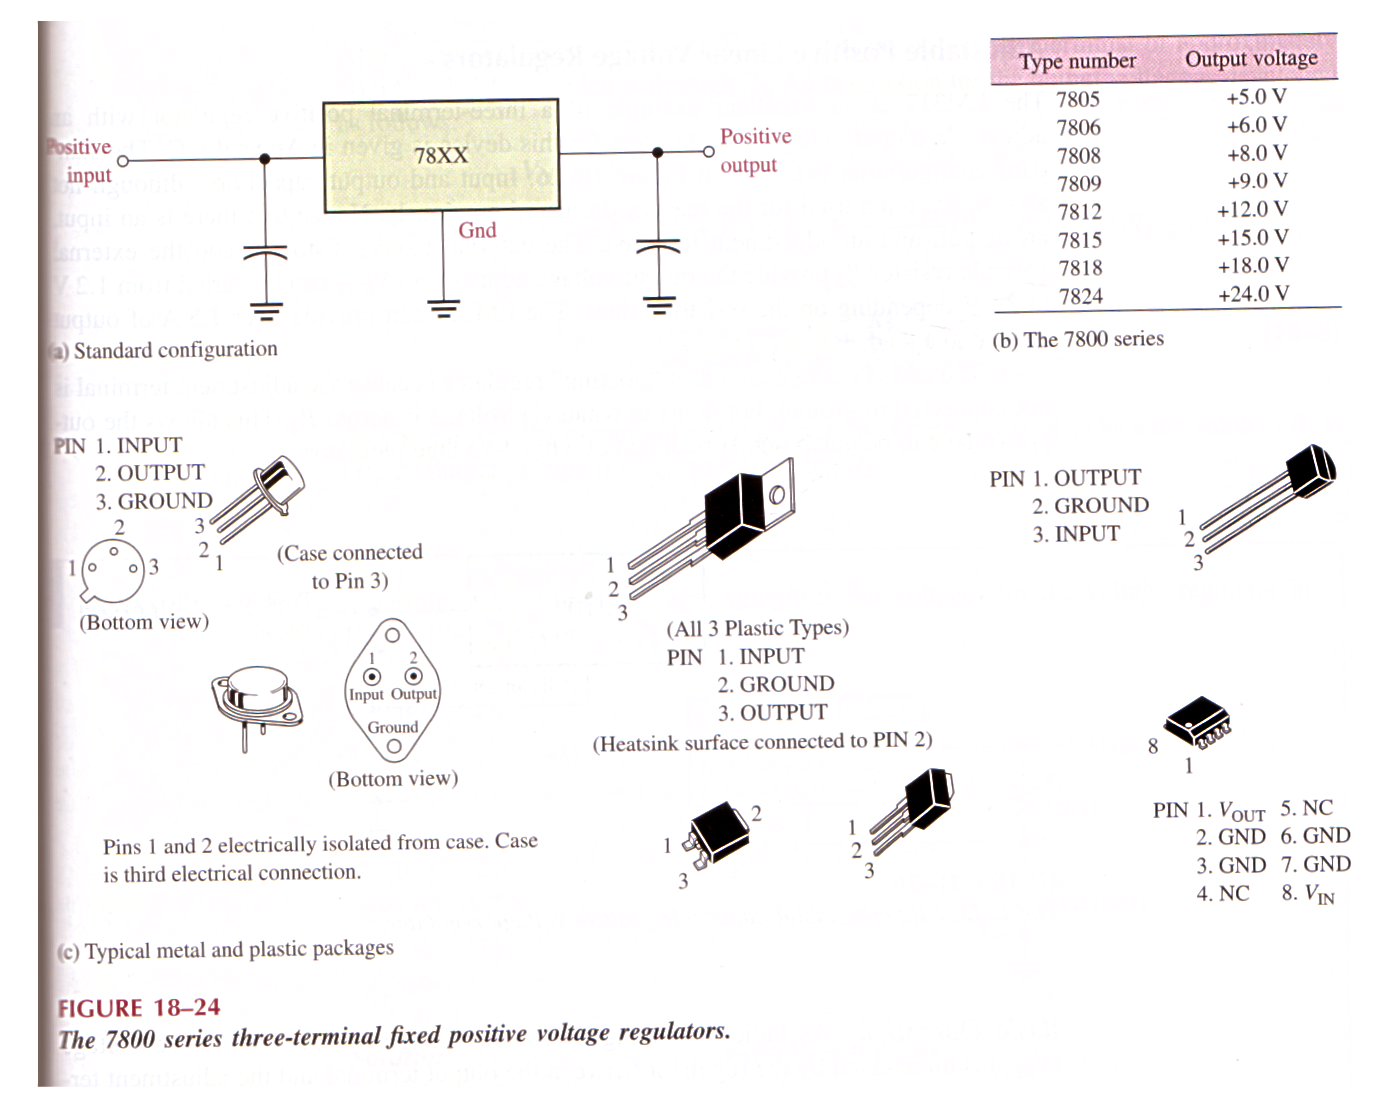 Positive
input
78XX
Gnd
Positive
output
(a) Standard configuration
Type number Output voltage
7805 +5.0 V
7806 +6.0 V
7808 +8.0 V
7809 +9.0 V
7812 +12.0 V
7815 +15.0 V
7818 +18.0 V
7824 +24.0 V
(b) The 7800 series
PIN 1. INPUT
2. OUTPUT
3. GROUND
2
1 3
(Bottom view)
3
2
1
(Case connected
to Pin 3)
1 2
Input Output
Ground
(Bottom view)
Pins 1 and 2 electrically isolated from case. Case
is third electrical connection.
1
2
3
(All 3 Plastic Types)
PIN 1. INPUT
2. GROUND
3. OUTPUT
(Heatsink surface connected to PIN 2)
1
2
3
1
2
3
PIN 1. OUTPUT
2. GROUND
3. INPUT
1
2
3
8
1
PIN 1. VOUT 5. NC
2. GND 6. GND
3. GND 7. GND
4. NC 8. VIN
(c) Typical metal and plastic packages
FIGURE 18–24
The 7800 series three-terminal fixed positive voltage regulators.